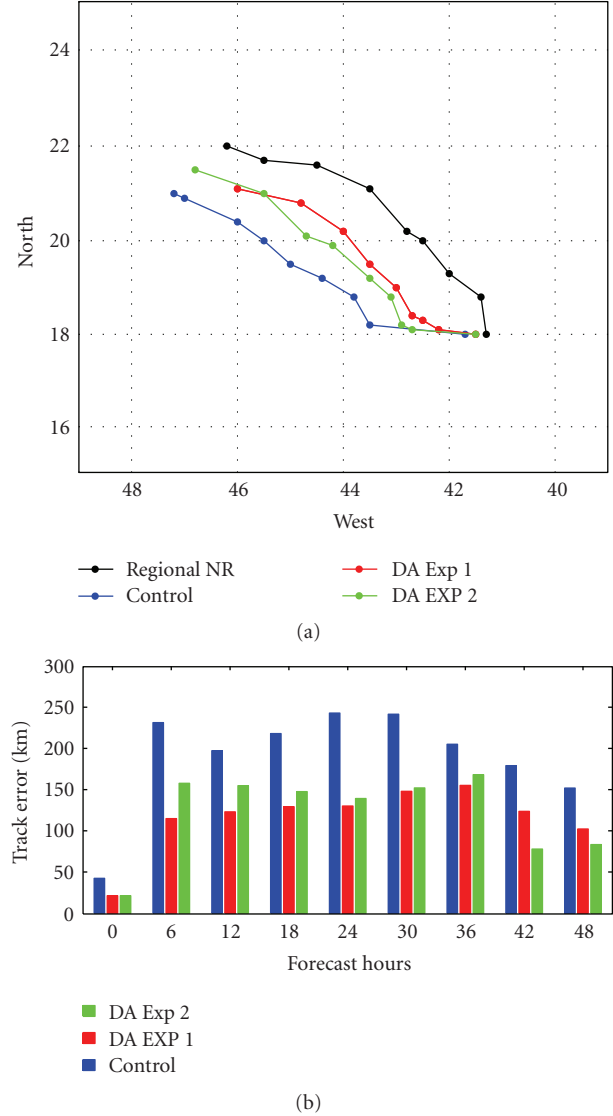 24
22
20
18
16
North
48 46 44 42 40
West
Regional NR DA Exp 1
Control DA EXP 2
(a)
300
250
200
150
100
50
0
Track error (km)
0 6 12 18 24 30 36 42 48
Forecast hours
DA Exp 2
DA EXP 1
Control
(b)